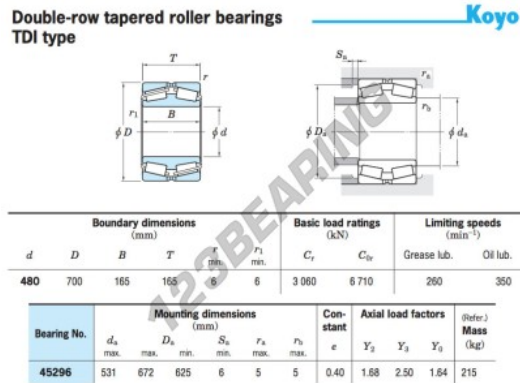 Double-row tapered roller bearings
Koyo
TDI type
T
r
r1
B
φ D
φ d
Sa
ra
rb
φ Da
φ da
123BEARING
Boundary dimensions
(mm)
Basic load ratings
(kN)
Limiting speeds
(min⁻¹)
d D B T r min. r1 min. Cr C0r Grease lub. Oil lub.
480 700 165 165 6 6 3 060 6 710 260 350
Bearing No.
Mounting dimensions
(mm)
Con-
stant
e
Axial load factors
(Refer.)
Mass
(kg)
da max. Da max. min. Sa min. ra max. rb max. Y2 Y3 Y0
45296 531 672 625 6 5 5 0.40 1.68 2.50 1.64 215